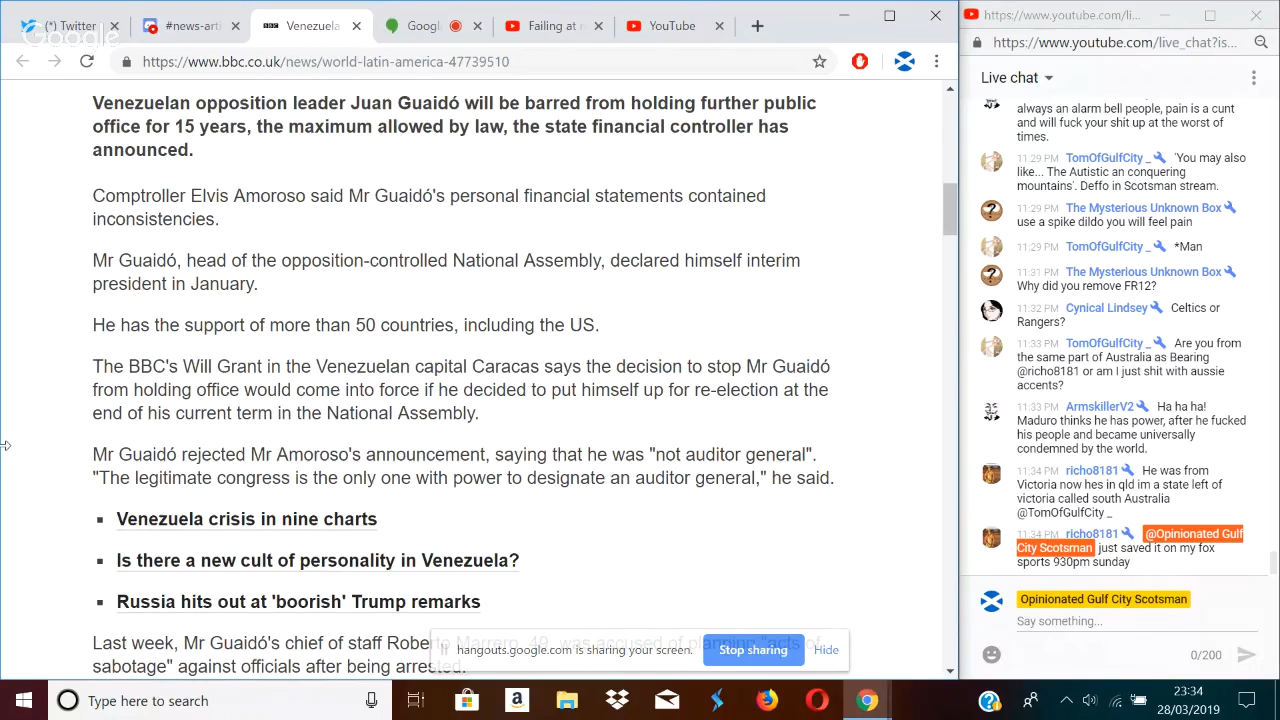 (*) Twitter
#news-arti
BBC
Venezuela
Googl
Failing at n
YouTube
Google
https://www.bbc.co.uk/news/world-latin-america-47739510
Venezuelan opposition leader Juan Guaidó will be barred from holding further public
office for 15 years, the maximum allowed by law, the state financial controller has
announced.
Comptroller Elvis Amoroso said Mr Guaidó's personal financial statements contained
inconsistencies.
Mr Guaidó, head of the opposition-controlled National Assembly, declared himself interim
president in January.
He has the support of more than 50 countries, including the US.
The BBC's Will Grant in the Venezuelan capital Caracas says the decision to stop Mr Guaidó
from holding office would come into force if he decided to put himself up for re-election at the
end of his current term in the National Assembly.
Mr Guaidó rejected Mr Amoroso's announcement, saying that he was "not auditor general".
"The legitimate congress is the only one with power to designate an auditor general," he said.
Venezuela crisis in nine charts
Is there a new cult of personality in Venezuela?
Russia hits out at 'boorish' Trump remarks
Last week, Mr Guaidó's chief of staff Roberto Marrero, 49, was accused of planning "acts of
sabotage" against officials after being arrested.
hangouts.google.com is sharing your screen.
Stop sharing
Hide
https://www.youtube.com/li...
https://www.youtube.com/live_chat?is...
Live chat
always an alarm bell people, pain is a cunt
and will fuck your shit up at the worst of
times.
11:29 PM TomOfGulfCity _ 'You may also
like... The Autistic an conquering
mountains'. Deffo in Scotsman stream.
11:29 PM The Mysterious Unknown Box
use a spike dildo you will feel pain
11:29 PM TomOfGulfCity _ *Man
11:31 PM The Mysterious Unknown Box
Why did you remove FR12?
11:32 PM Cynical Lindsey Celtics or
Rangers?
11:33 PM TomOfGulfCity _ Are you from
the same part of Australia as Bearing
@richo8181 or am I just shit with aussie
accents?
11:33 PM ArmskillerV2 Ha ha ha!
Maduro thinks he has power, after he fucked
his people and became universally
condemned by the world.
11:34 PM richo8181 He was from
Victoria now hes in qld im a state left of
victoria called south Australia
@TomOfGulfCity _
11:34 PM richo8181 @Opinionated Gulf
City Scotsman just saved it on my fox
sports 930pm sunday
Opinionated Gulf City Scotsman
Say something...
0/200
Type here to search
23:34
28/03/2019